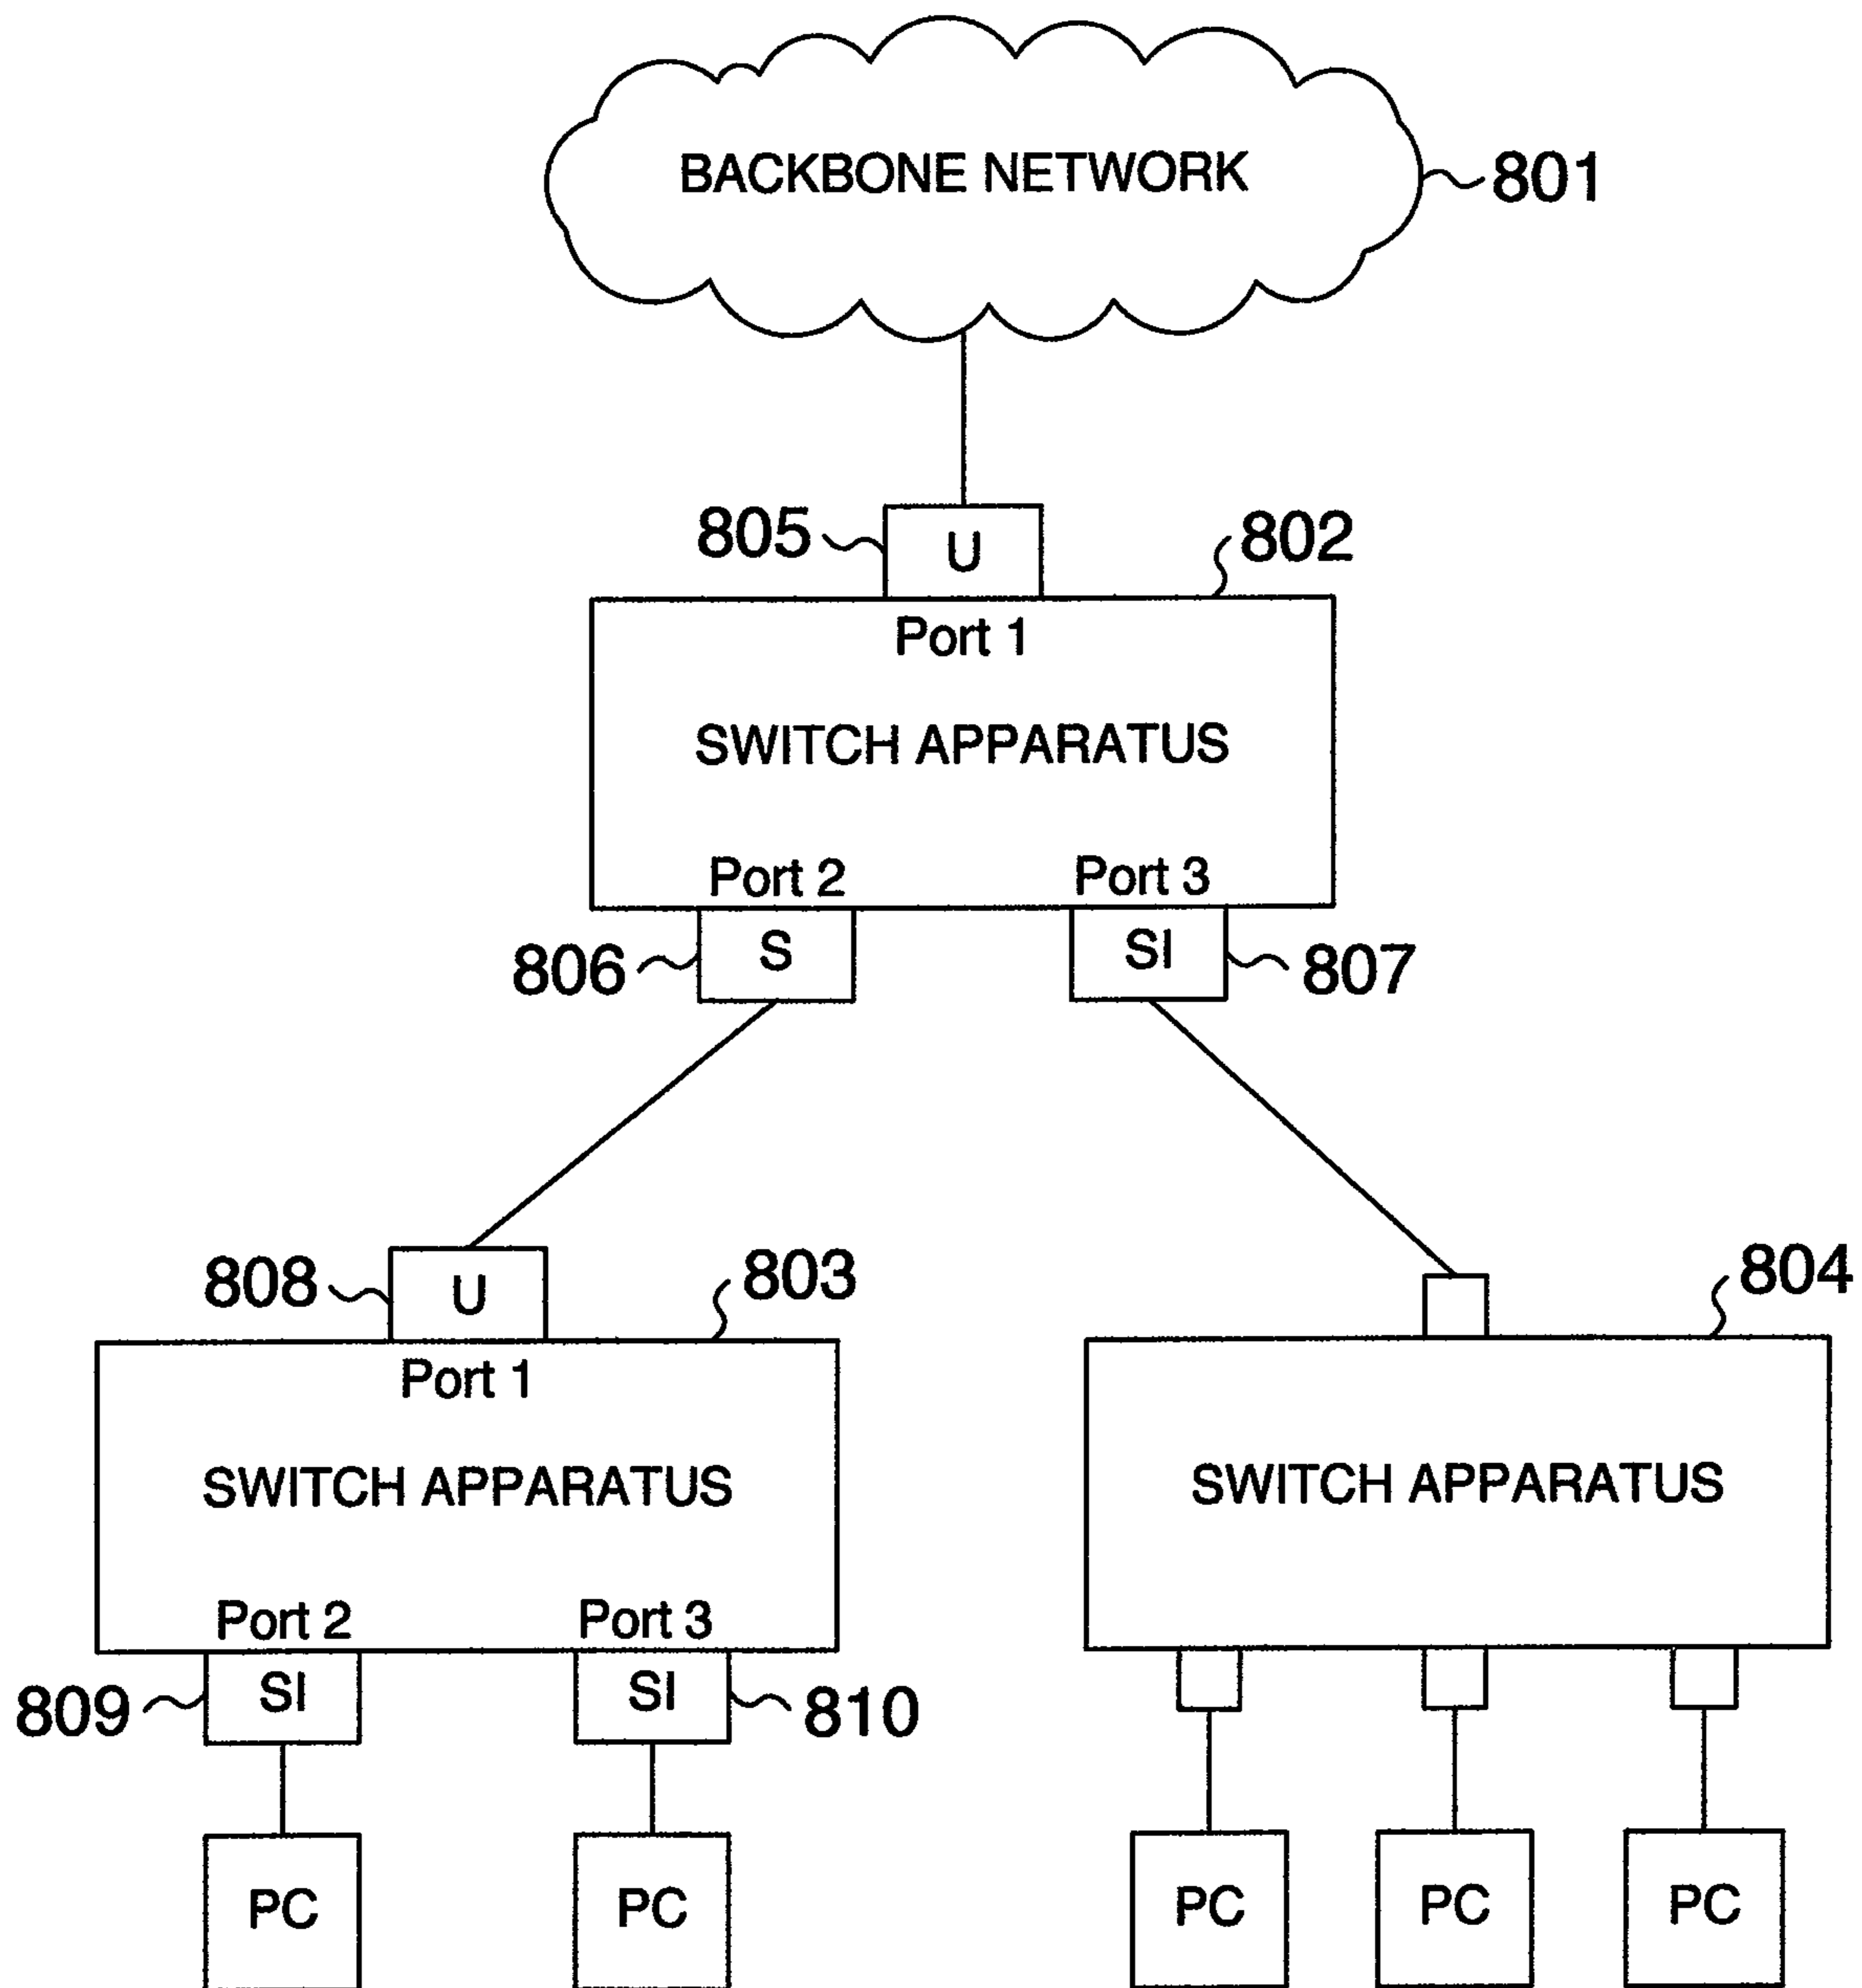 BACKBONE NETWORK
801
805
U
802
Port 1
SWITCH APPARATUS
Port 2
Port 3
806
S
SI
807
808
U
803
804
Port 1
SWITCH APPARATUS
SWITCH APPARATUS
Port 2
Port 3
809
SI
SI
810
PC
PC
PC
PC
PC